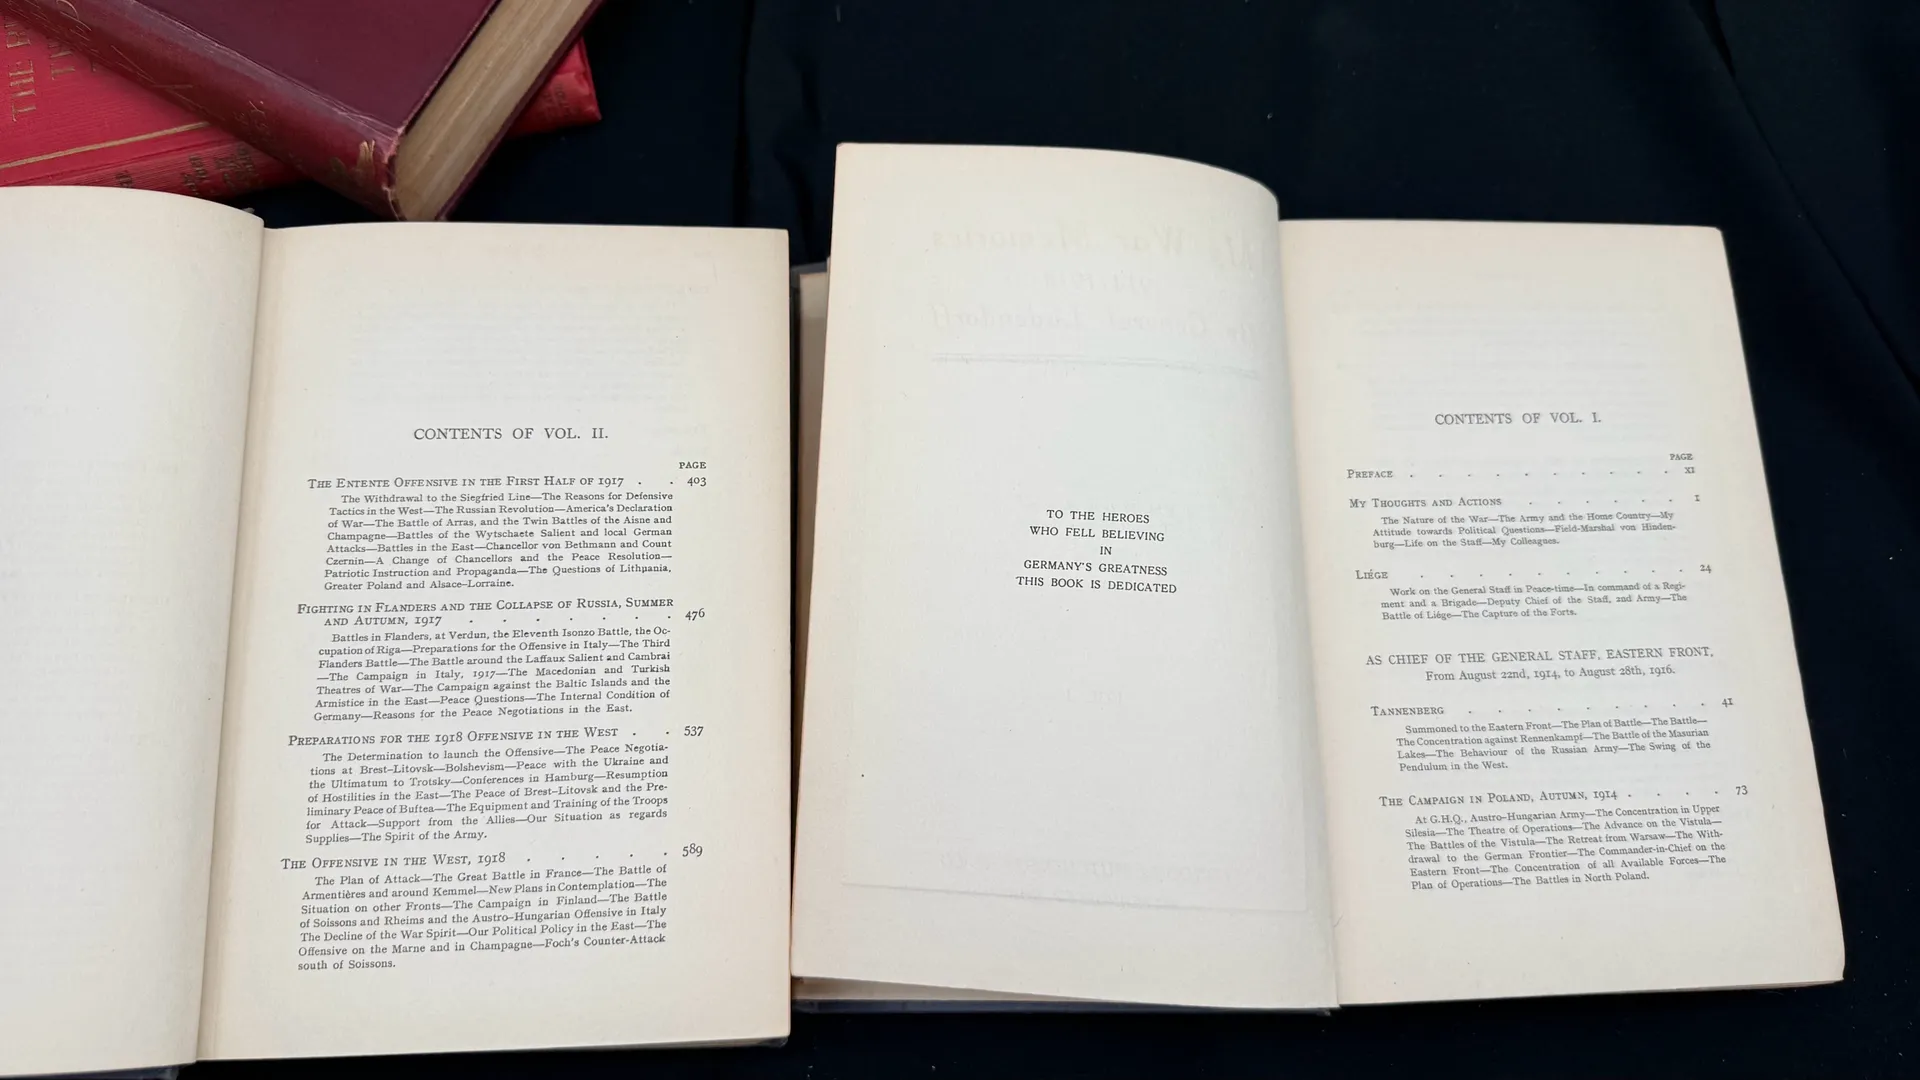 CONTENTS OF VOL. II.
PAGE
THE ENTENTE OFFENSIVE IN THE FIRST HALF OF 1917 . . 403
The Withdrawal to the Siegfried Line—The Reasons for Defensive
Tactics in the West—The Russian Revolution—America's Declaration
of War—The Battle of Arras, and the Twin Battles of the Aisne and
Champagne—Battles of the Wytschaete Salient and local German
Attacks—Battles in the East—Chancellor von Bethmann and Count
Czernin—A Change of Chancellors and the Peace Resolution—
Patriotic Instruction and Propaganda—The Questions of Lithuania,
Greater Poland and Alsace-Lorraine.
FIGHTING IN FLANDERS AND THE COLLAPSE OF RUSSIA, SUMMER
AND AUTUMN, 1917 . . . . . . . 476
Battles in Flanders, at Verdun, the Eleventh Isonzo Battle, the Oc-
cupation of Riga—Preparations for the Offensive in Italy—The Third
Flanders Battle—The Battle around the Laffaux Salient and Cambrai
—The Campaign in Italy, 1917—The Macedonian and Turkish
Theatres of War—The Campaign against the Baltic Islands and the
Armistice in the East—Peace Questions—The Internal Condition of
Germany—Reasons for the Peace Negotiations in the East.
PREPARATIONS FOR THE 1918 OFFENSIVE IN THE WEST . . 537
The Determination to launch the Offensive—The Peace Negotia-
tions at Brest-Litovsk—Bolshevism—Peace with the Ukraine and
the Ultimatum to Trotsky—Conferences in Hamburg—Resumption
of Hostilities in the East—The Peace of Brest-Litovsk and the Pre-
liminary Peace of Buftea—The Equipment and Training of the Troops
for Attack—Support from the Allies—Our Situation as regards
Supplies—The Spirit of the Army.
THE OFFENSIVE IN THE WEST, 1918 . . . . . 589
The Plan of Attack—The Great Battle in France—The Battle of
Armentières and around Kemmel—New Plans in Contemplation—The
Situation on other Fronts—The Campaign in Finland—The Battle
of Soissons and Rheims and the Austro-Hungarian Offensive in Italy
The Decline of the War Spirit—Our Political Policy in the East—The
Offensive on the Marne and in Champagne—Foch's Counter-Attack
south of Soissons.
TO THE HEROES
WHO FELL BELIEVING
IN
GERMANY'S GREATNESS
THIS BOOK IS DEDICATED
CONTENTS OF VOL. I.
PAGE
PREFACE . . . . . . . . . . XI
MY THOUGHTS AND ACTIONS . . . . . . 1
The Nature of the War—The Army and the Home Country—My
Attitude towards Political Questions—Field-Marshal von Hinden-
burg—Life on the Staff—My Colleagues.
LIÉGE . . . . . . . . . . 24
Work on the General Staff in Peace-time—In command of a Regi-
ment and a Brigade—Deputy Chief of the Staff, 2nd Army—The
Battle of Liége—The Capture of the Forts.
AS CHIEF OF THE GENERAL STAFF, EASTERN FRONT,
From August 22nd, 1914, to August 28th, 1916.
TANNENBERG . . . . . . . . . 41
Summoned to the Eastern Front—The Plan of Battle—The Battle—
The Concentration against Rennenkampf—The Battle of the Masurian
Lakes—The Behaviour of the Russian Army—The Swing of the
Pendulum in the West.
THE CAMPAIGN IN POLAND, AUTUMN, 1914 . . . . 73
At G.H.Q., Austro-Hungarian Army—The Concentration in Upper
Silesia—The Theatre of Operations—The Advance on the Vistula—
The Battles of the Vistula—The Retreat from Warsaw—The With-
drawal to the German Frontier—The Commander-in-Chief on the
Eastern Front—The Concentration of all Available Forces—The
Plan of Operations—The Battles in North Poland.